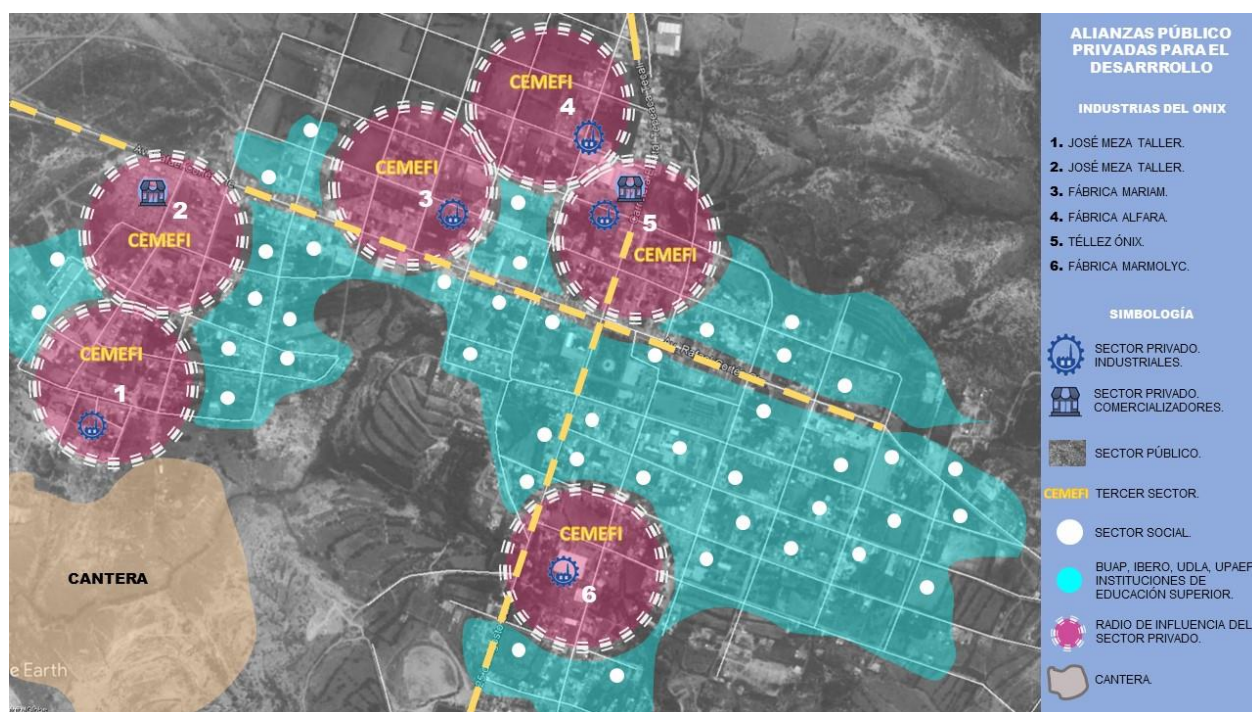 CEMEFI
4
CEMEFI
3
2
CEMEFI
5
CEMEFI
CEMEFI
1
CEMEFI
6
CANTERA
e Earth
ALIANZAS PÚBLICO
PRIVADAS PARA EL
DESARRROLLO
INDUSTRIAS DEL ONIX
1. JOSÉ MEZA TALLER.
2. JOSÉ MEZA TALLER.
3. FÁBRICA MARIAM.
4. FÁBRICA ALFARA.
5. TÉLLEZ ÓNIX.
6. FÁBRICA MARMOLYC.
SIMBOLOGÍA
SECTOR PRIVADO.
INDUSTRIALES.
SECTOR PRIVADO.
COMERCIALIZADORES.
SECTOR PÚBLICO.
CEMEFI TERCER SECTOR.
SECTOR SOCIAL.
BUAP, IBERO, UDLA, UPAEP
INSTITUCIONES DE
EDUCACIÓN SUPERIOR.
RADIO DE INFLUENCIA DEL
SECTOR PRIVADO.
CANTERA.